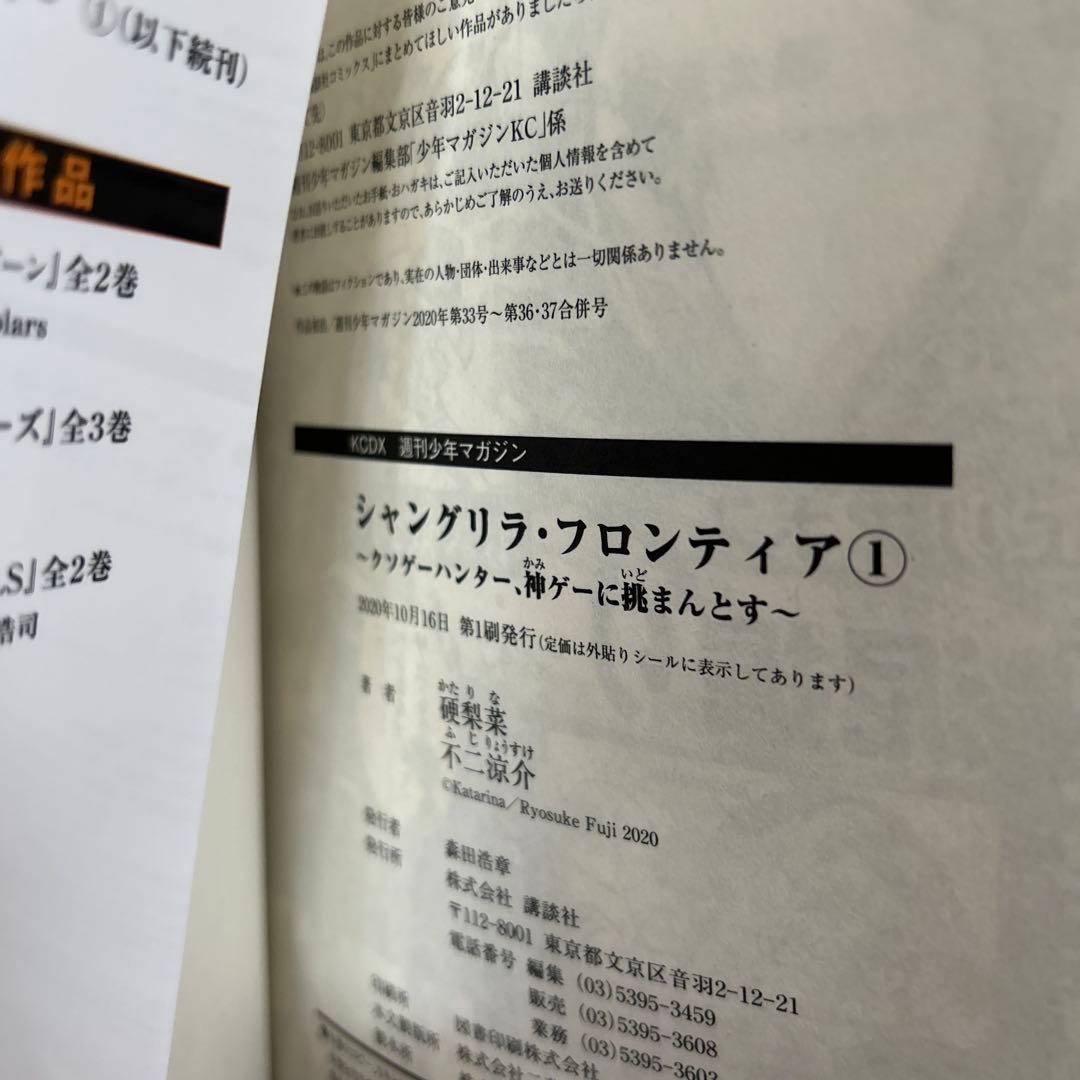 ①(以下続刊)
作品
ーン』全2巻
olars
ーズ』全3巻
LS』全2巻
浩司
この作品に対する皆様のご意見
コミックス」にまとめてほしい作品がありましたら、
112-8001 東京都文京区音羽2-12-21 講談社
週刊少年マガジン編集部「少年マガジンKC」係
いただいたお手紙・おハガキは、ご記入いただいた個人情報を含めて
することがありますので、あらかじめご了解のうえ、お送りください。
フィクションであり、実在の人物・団体・出来事などとは一切関係ありません。
週刊少年マガジン2020年第33号〜第36・37合併号
KCDX 週刊少年マガジン
シャングリラ・フロンティア①
かみ いど
〜クソゲーハンター、神ゲーに挑まんとす〜
2020年10月16日 第1刷発行(定価は外貼りシールに表示してあります)
かたりな
著者 硬梨菜
ふじりょうすけ
不二涼介
©Katarina/Ryosuke Fuji 2020
発行者 森田浩章
発行所 株式会社 講談社
〒112-8001 東京都文京区音羽2-12-21
電話番号 編集 (03)5395-3459
販売 (03)5395-3608
業務 (03)5395-3603
印刷所 図書印刷株式会社
株式会社